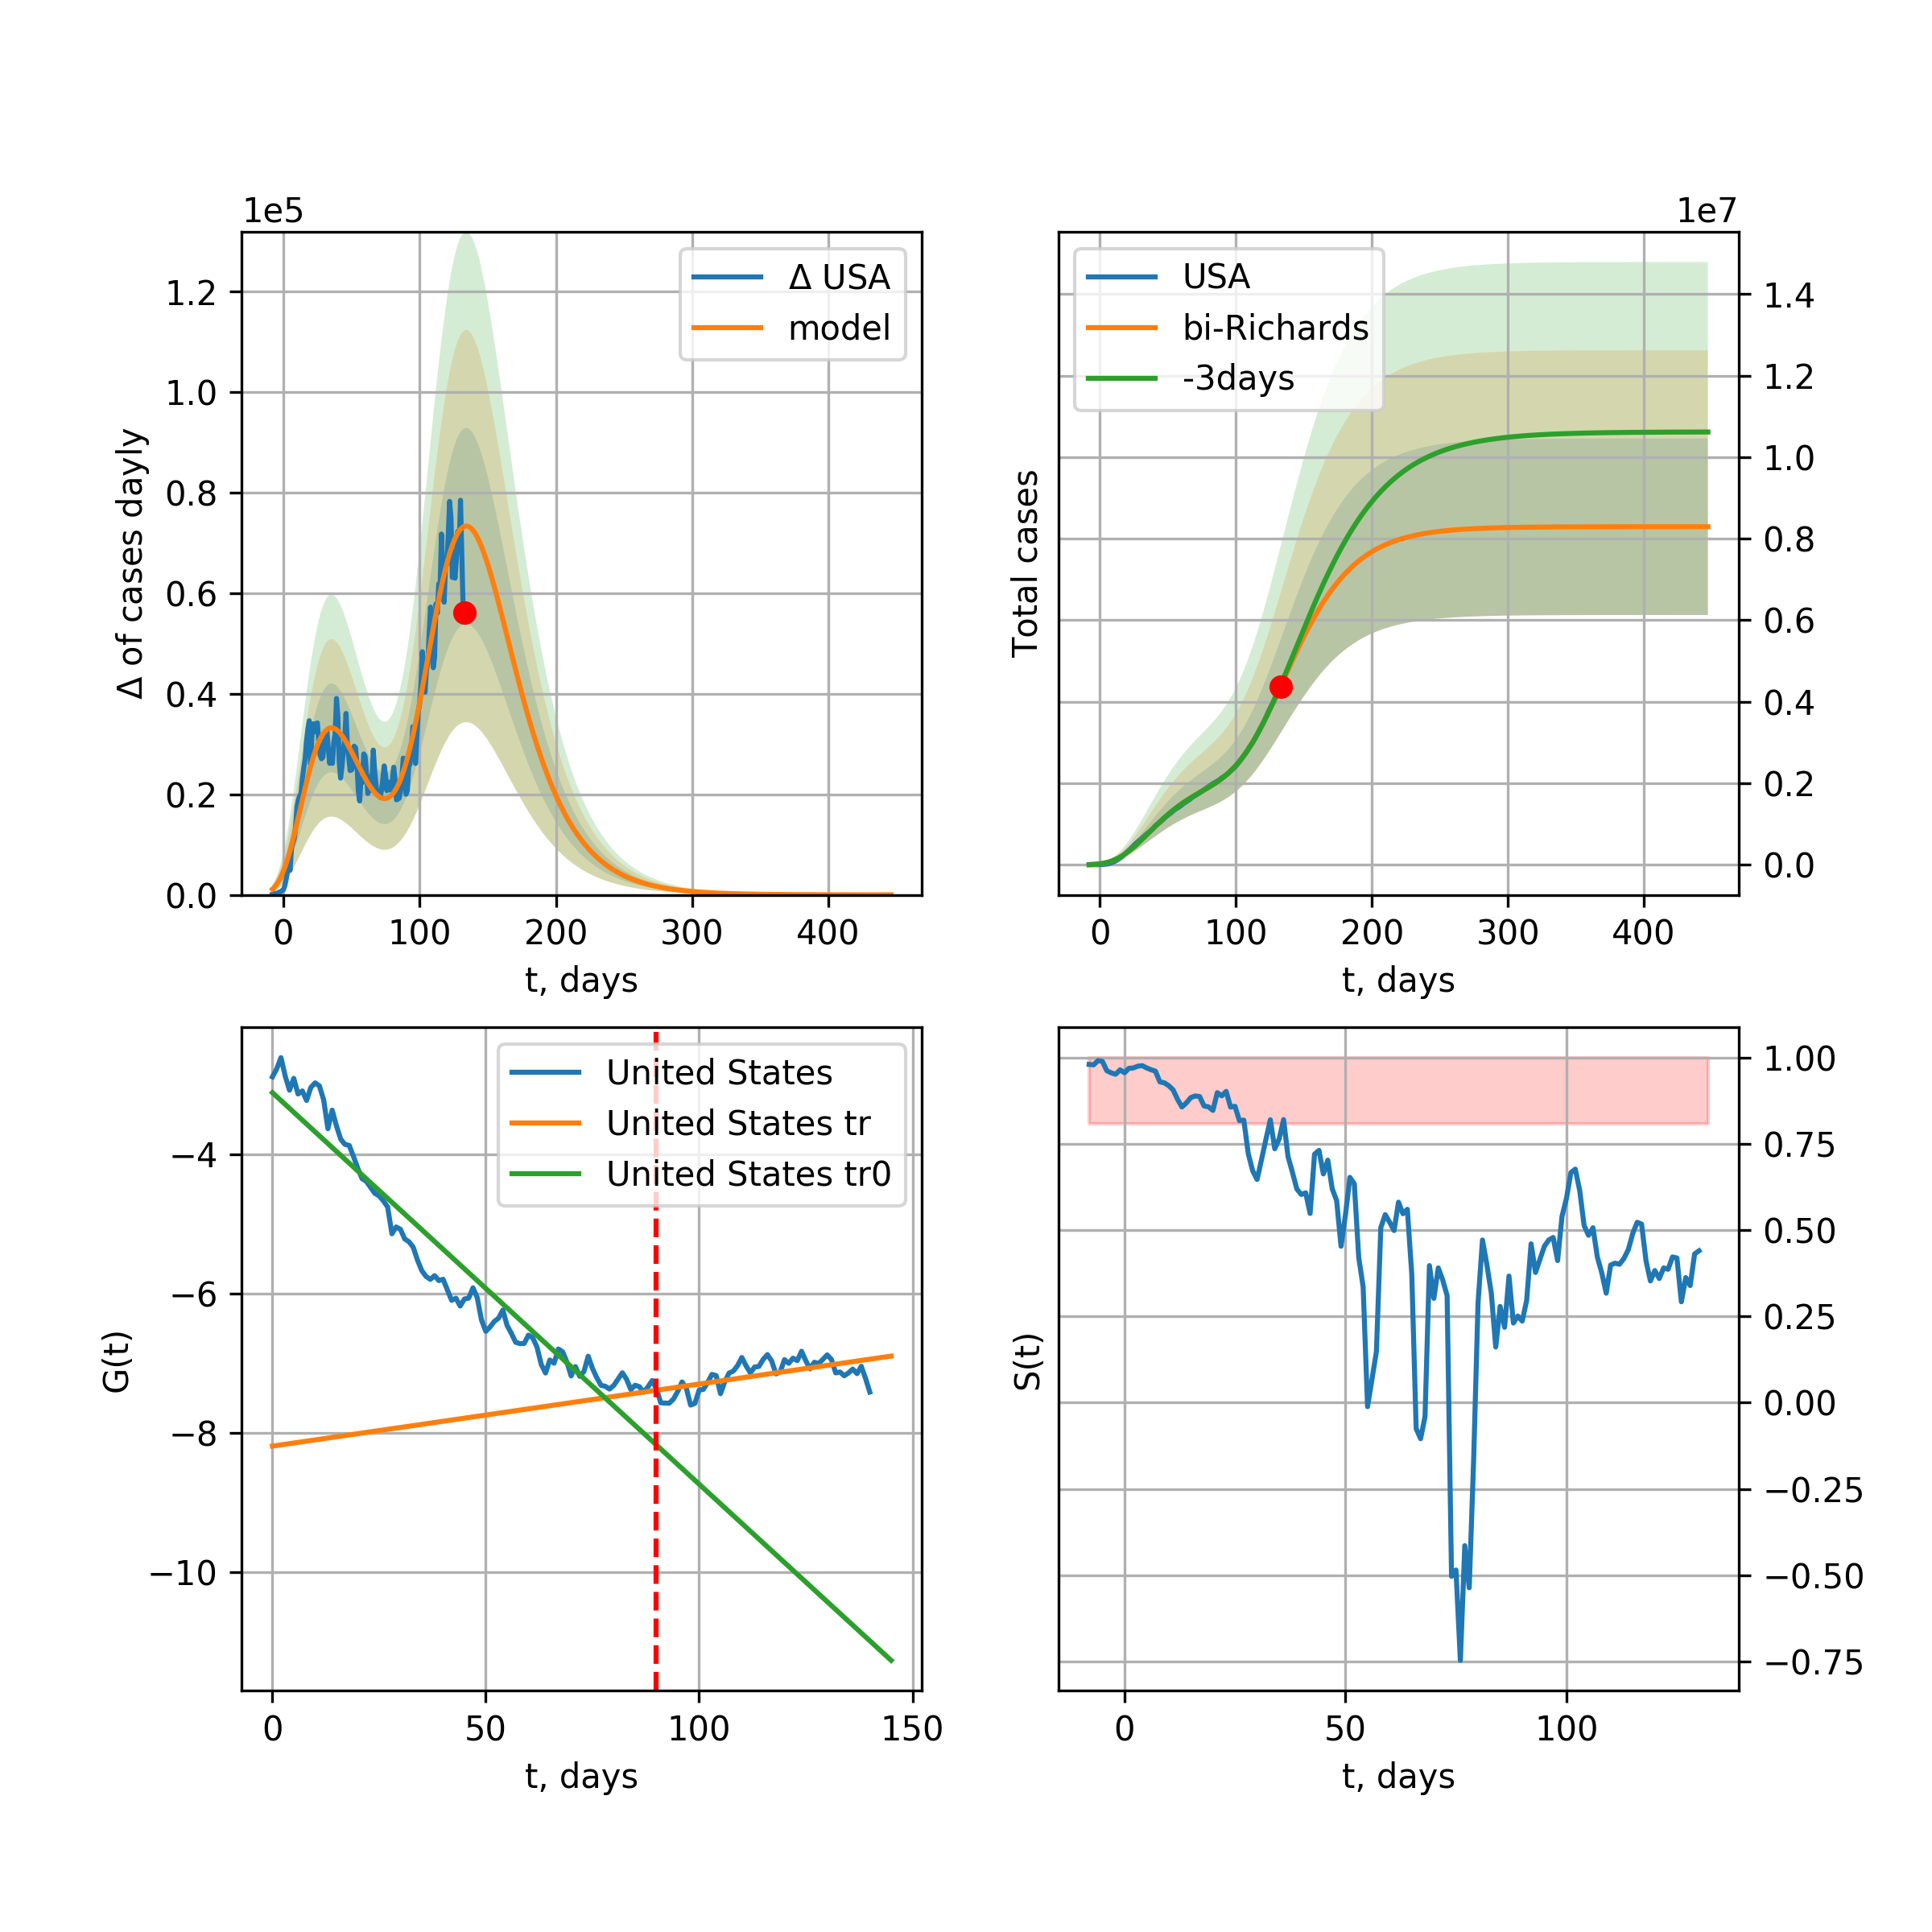 1e5
Δ of cases dayly
1.2
1.0
0.8
0.6
0.4
0.2
0.0
Δ USA
model
0 100 200 300 400
t, days
1e7
Total cases
USA
bi-Richards
-3days
1.4
1.2
1.0
0.8
0.6
0.4
0.2
0.0
0 100 200 300 400
t, days
G(t)
−4
−6
−8
−10
United States
United States tr
United States tr0
0 50 100 150
t, days
S(t)
1.00
0.75
0.50
0.25
0.00
−0.25
−0.50
−0.75
0 50 100
t, days